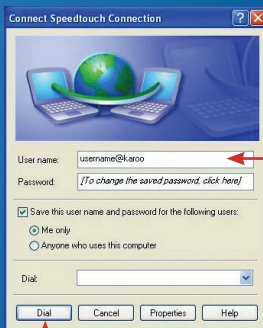 Connect Speedtouch Connection
User name: username@karoo
Password: [To change the saved password, click here]
Save this user name and password for the following users:
Me only
Anyone who uses this computer
Dial:
Dial Cancel Properties Help